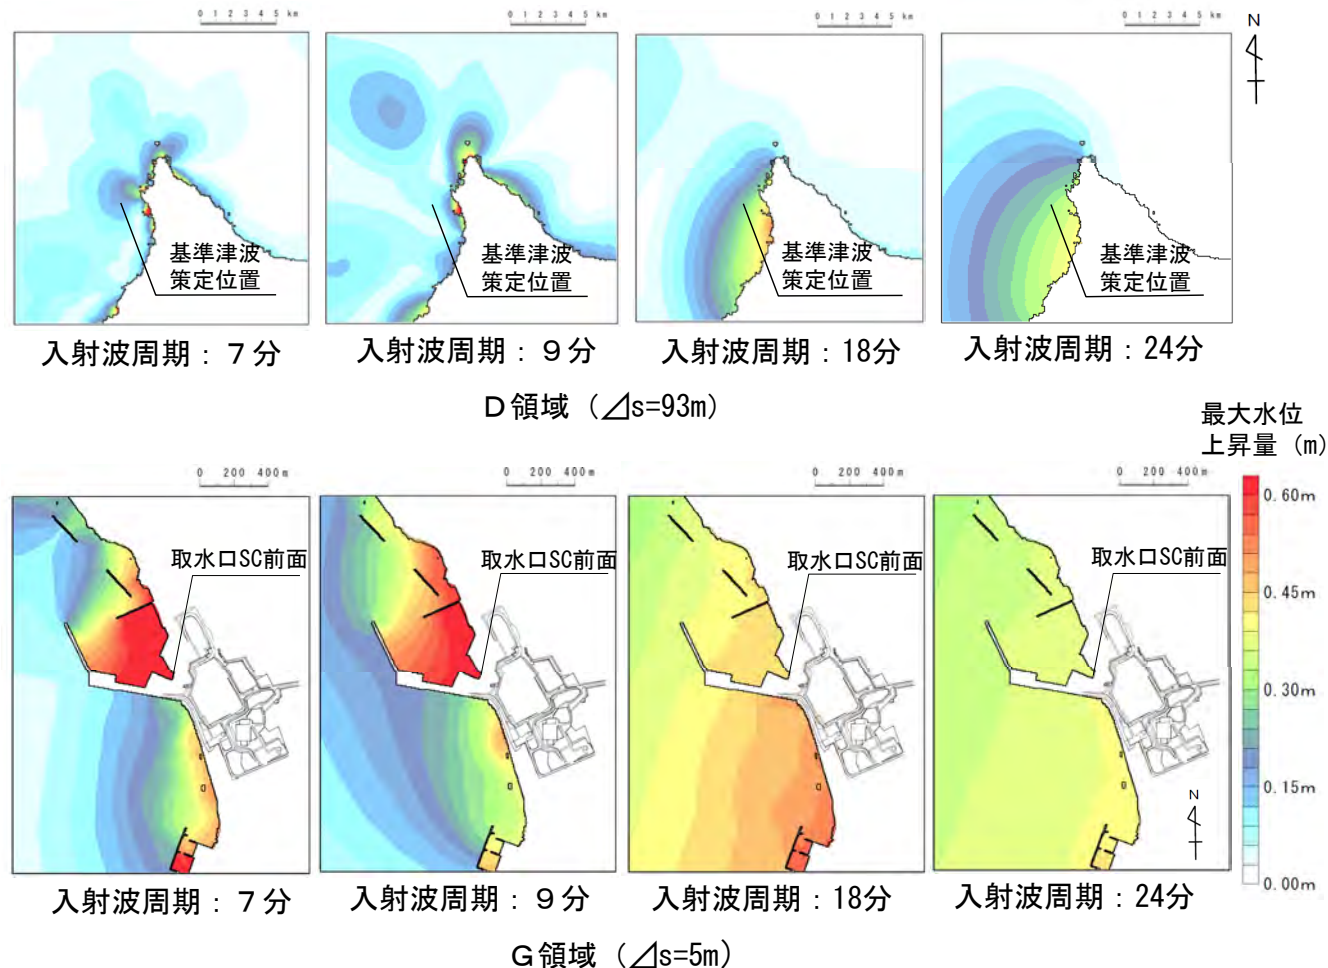 0 1 2 3 4 5 km
0 1 2 3 4 5 km
0 1 2 3 4 5 km
0 1 2 3 4 5 km
N
基準津波
策定位置
基準津波
策定位置
基準津波
策定位置
基準津波
策定位置
入射波周期：7分
入射波周期：9分
入射波周期：18分
入射波周期：24分
D領域（⊿s=93m）
最大水位
上昇量（m）
0 200 400m
0 200 400m
0 200 400m
0 200 400m
取水口SC前面
取水口SC前面
取水口SC前面
取水口SC前面
0.60m
0.45m
0.30m
0.15m
0.00m
N
入射波周期：7分
入射波周期：9分
入射波周期：18分
入射波周期：24分
G領域（⊿s=5m）